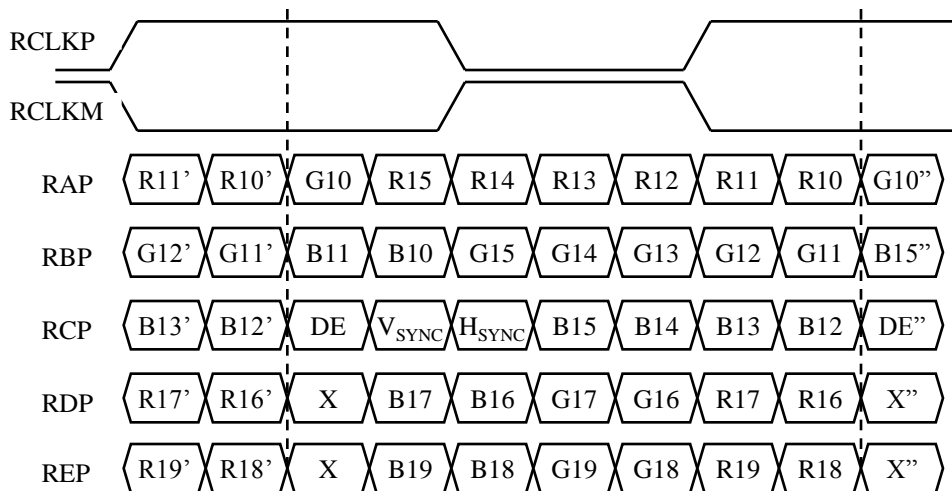 RCLKP
RCLKM
RAP R11’ R10’ G10 R15 R14 R13 R12 R11 R10 G10”
RBP G12’ G11’ B11 B10 G15 G14 G13 G12 G11 B15”
RCP B13’ B12’ DE VSYNC HSYNC B15 B14 B13 B12 DE”
RDP R17’ R16’ X B17 B16 G17 G16 R17 R16 X”
REP R19’ R18’ X B19 B18 G19 G18 R19 R18 X”